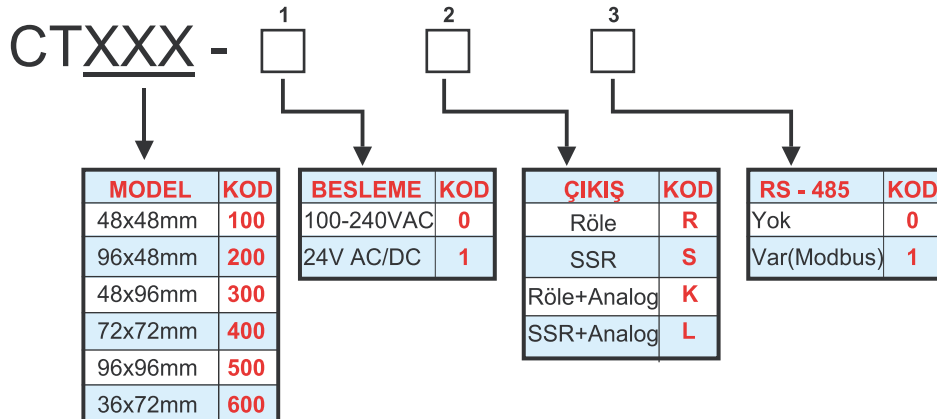 1 2 3
CTXXX -
MODEL KOD
48x48mm 100
96x48mm 200
48x96mm 300
72x72mm 400
96x96mm 500
36x72mm 600
BESLEME KOD
100-240VAC 0
24V AC/DC 1
ÇIKIŞ KOD
Röle R
SSR S
Röle+Analog K
SSR+Analog L
RS - 485 KOD
Yok 0
Var(Modbus) 1